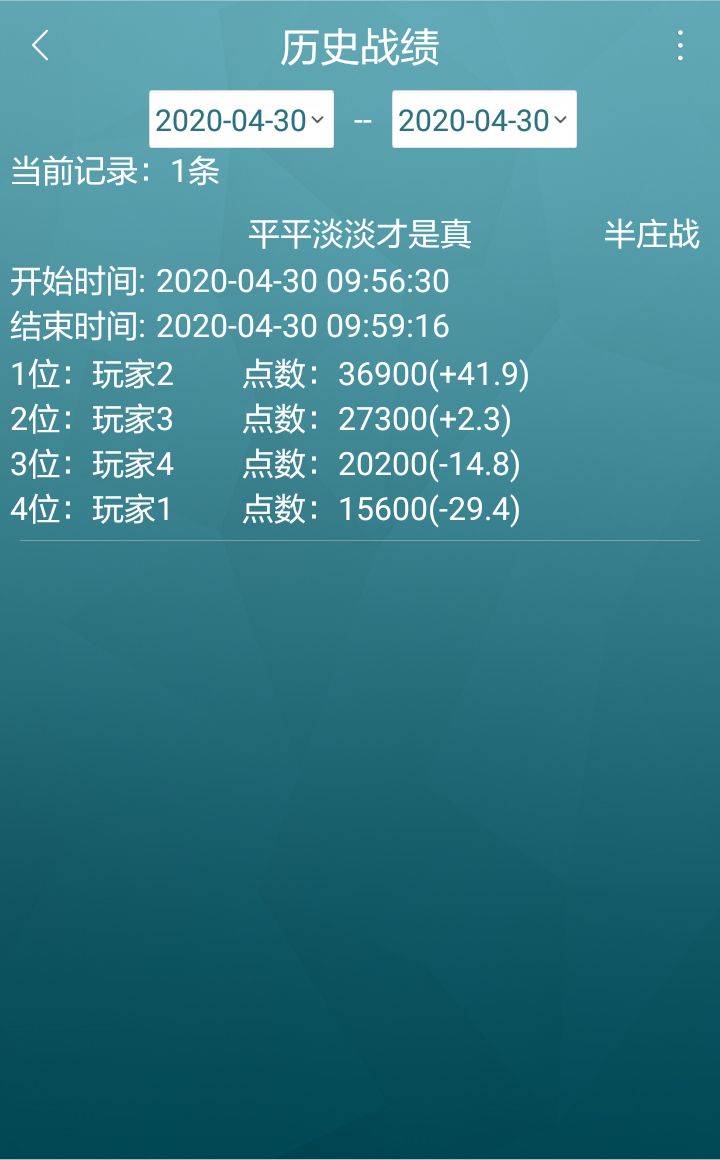 历史战绩
2020-04-30 -- 2020-04-30
当前记录：1条
平平淡淡才是真 半庄战
开始时间: 2020-04-30 09:56:30
结束时间: 2020-04-30 09:59:16
1位：玩家2 点数：36900(+41.9)
2位：玩家3 点数：27300(+2.3)
3位：玩家4 点数：20200(-14.8)
4位：玩家1 点数：15600(-29.4)